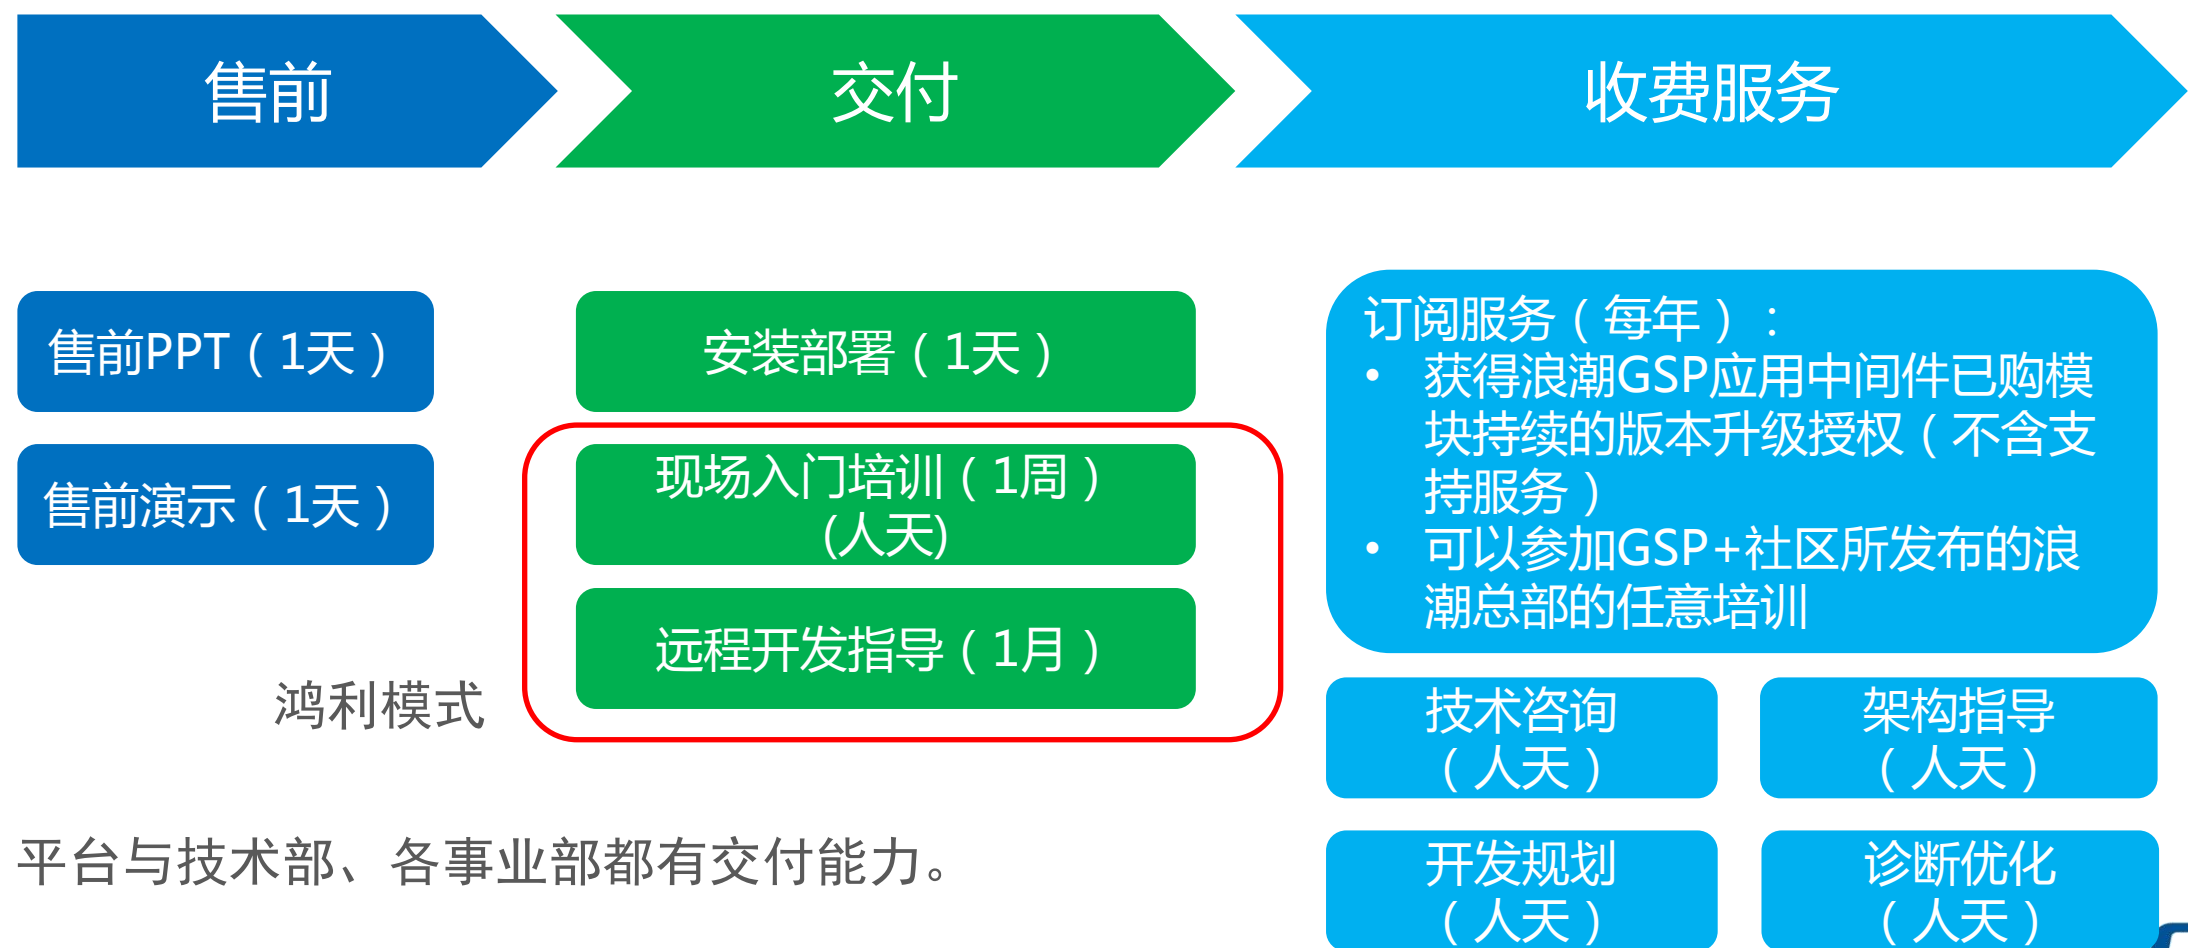 售前
交付
收费服务
售前PPT（1天）
售前演示（1天）
安装部署（1天）
现场入门培训（1周）
(人天)
远程开发指导（1月）
鸿利模式
平台与技术部、各事业部都有交付能力。
订阅服务（每年）：
• 获得浪潮GSP应用中间件已购模
块持续的版本升级授权（不含支
持服务）
• 可以参加GSP+社区所发布的浪
潮总部的任意培训
技术咨询
（人天）
架构指导
（人天）
开发规划
（人天）
诊断优化
（人天）